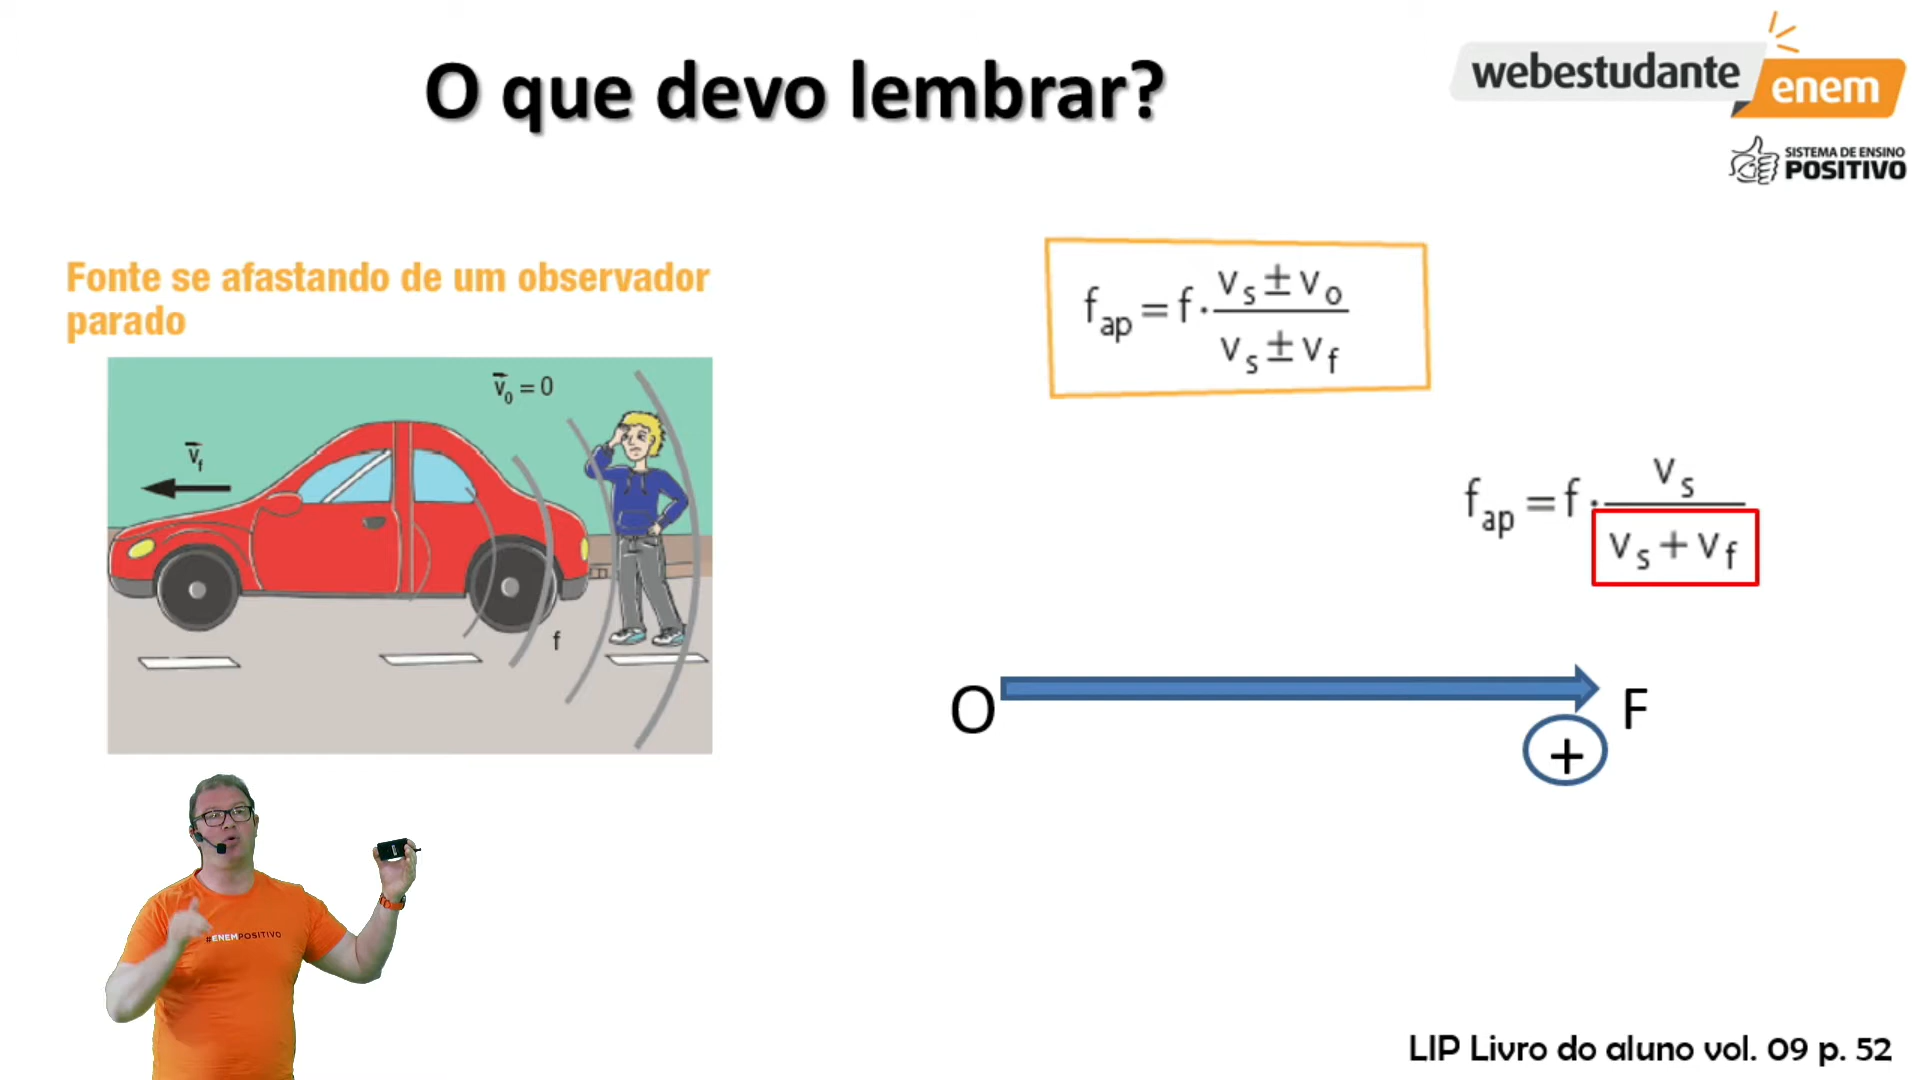 O que devo lembrar?
webestudante
enem
SISTEMA DE ENSINO
POSITIVO
Fonte se afastando de um observador
parado
v₀ = 0
v_f
f
f_ap = f · (v_s ± v_o) / (v_s ± v_f)
f_ap = f · v_s / (v_s + v_f)
O
F
+
#ENEMPOSITIVO
LIP Livro do aluno vol. 09 p. 52